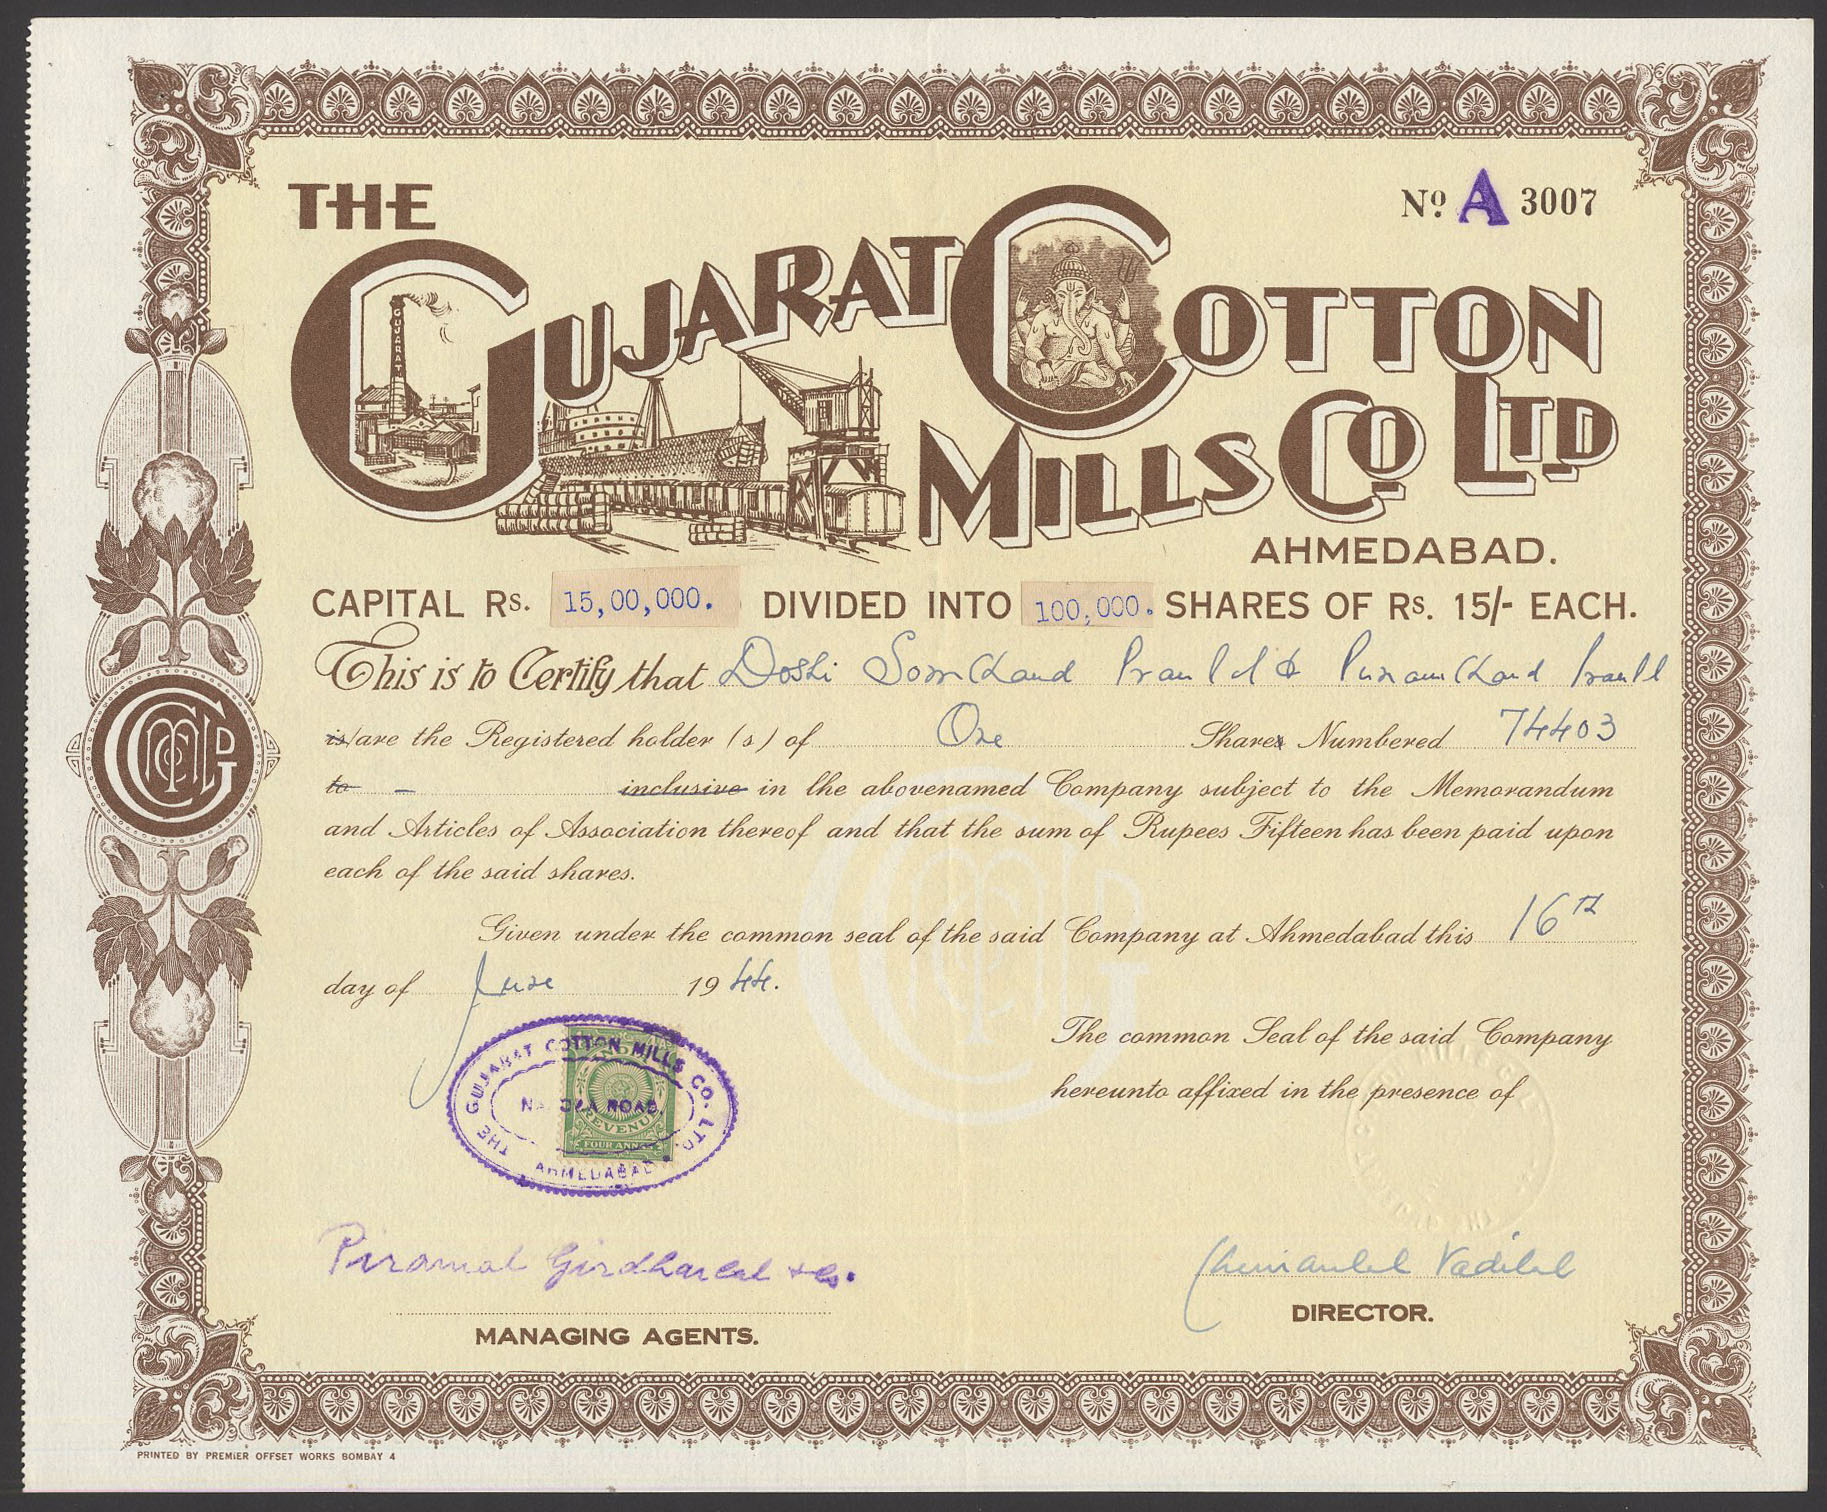 THE
GUJARAT COTTON
MILLS CO LTD
No A 3007
GUJARAT
AHMEDABAD.
CAPITAL Rs. 15,00,000. DIVIDED INTO 100,000. SHARES OF Rs. 15/- EACH.
This is to Certify that Doshi Somchand &
is/are the Registered holder (s) of One Shares Numbered 74403
to - inclusive in the abovenamed Company subject to the Memorandum
and Articles of Association thereof and that the sum of Rupees Fifteen has been paid upon
each of the said shares.
Given under the common seal of the said Company at Ahmedabad this 16th
day of June 1944.
The common Seal of the said Company
hereunto affixed in the presence of
THE GUJARAT COTTON MILLS CO. LTD.
ROAD,
AHMEDABAD
INDIA
REVENUE
FOUR ANNAS
Piramal Girdharlal & Co.
MANAGING AGENTS.
Chimanlal Vadilal
DIRECTOR.
PRINTED BY PREMIER OFFSET WORKS BOMBAY 4